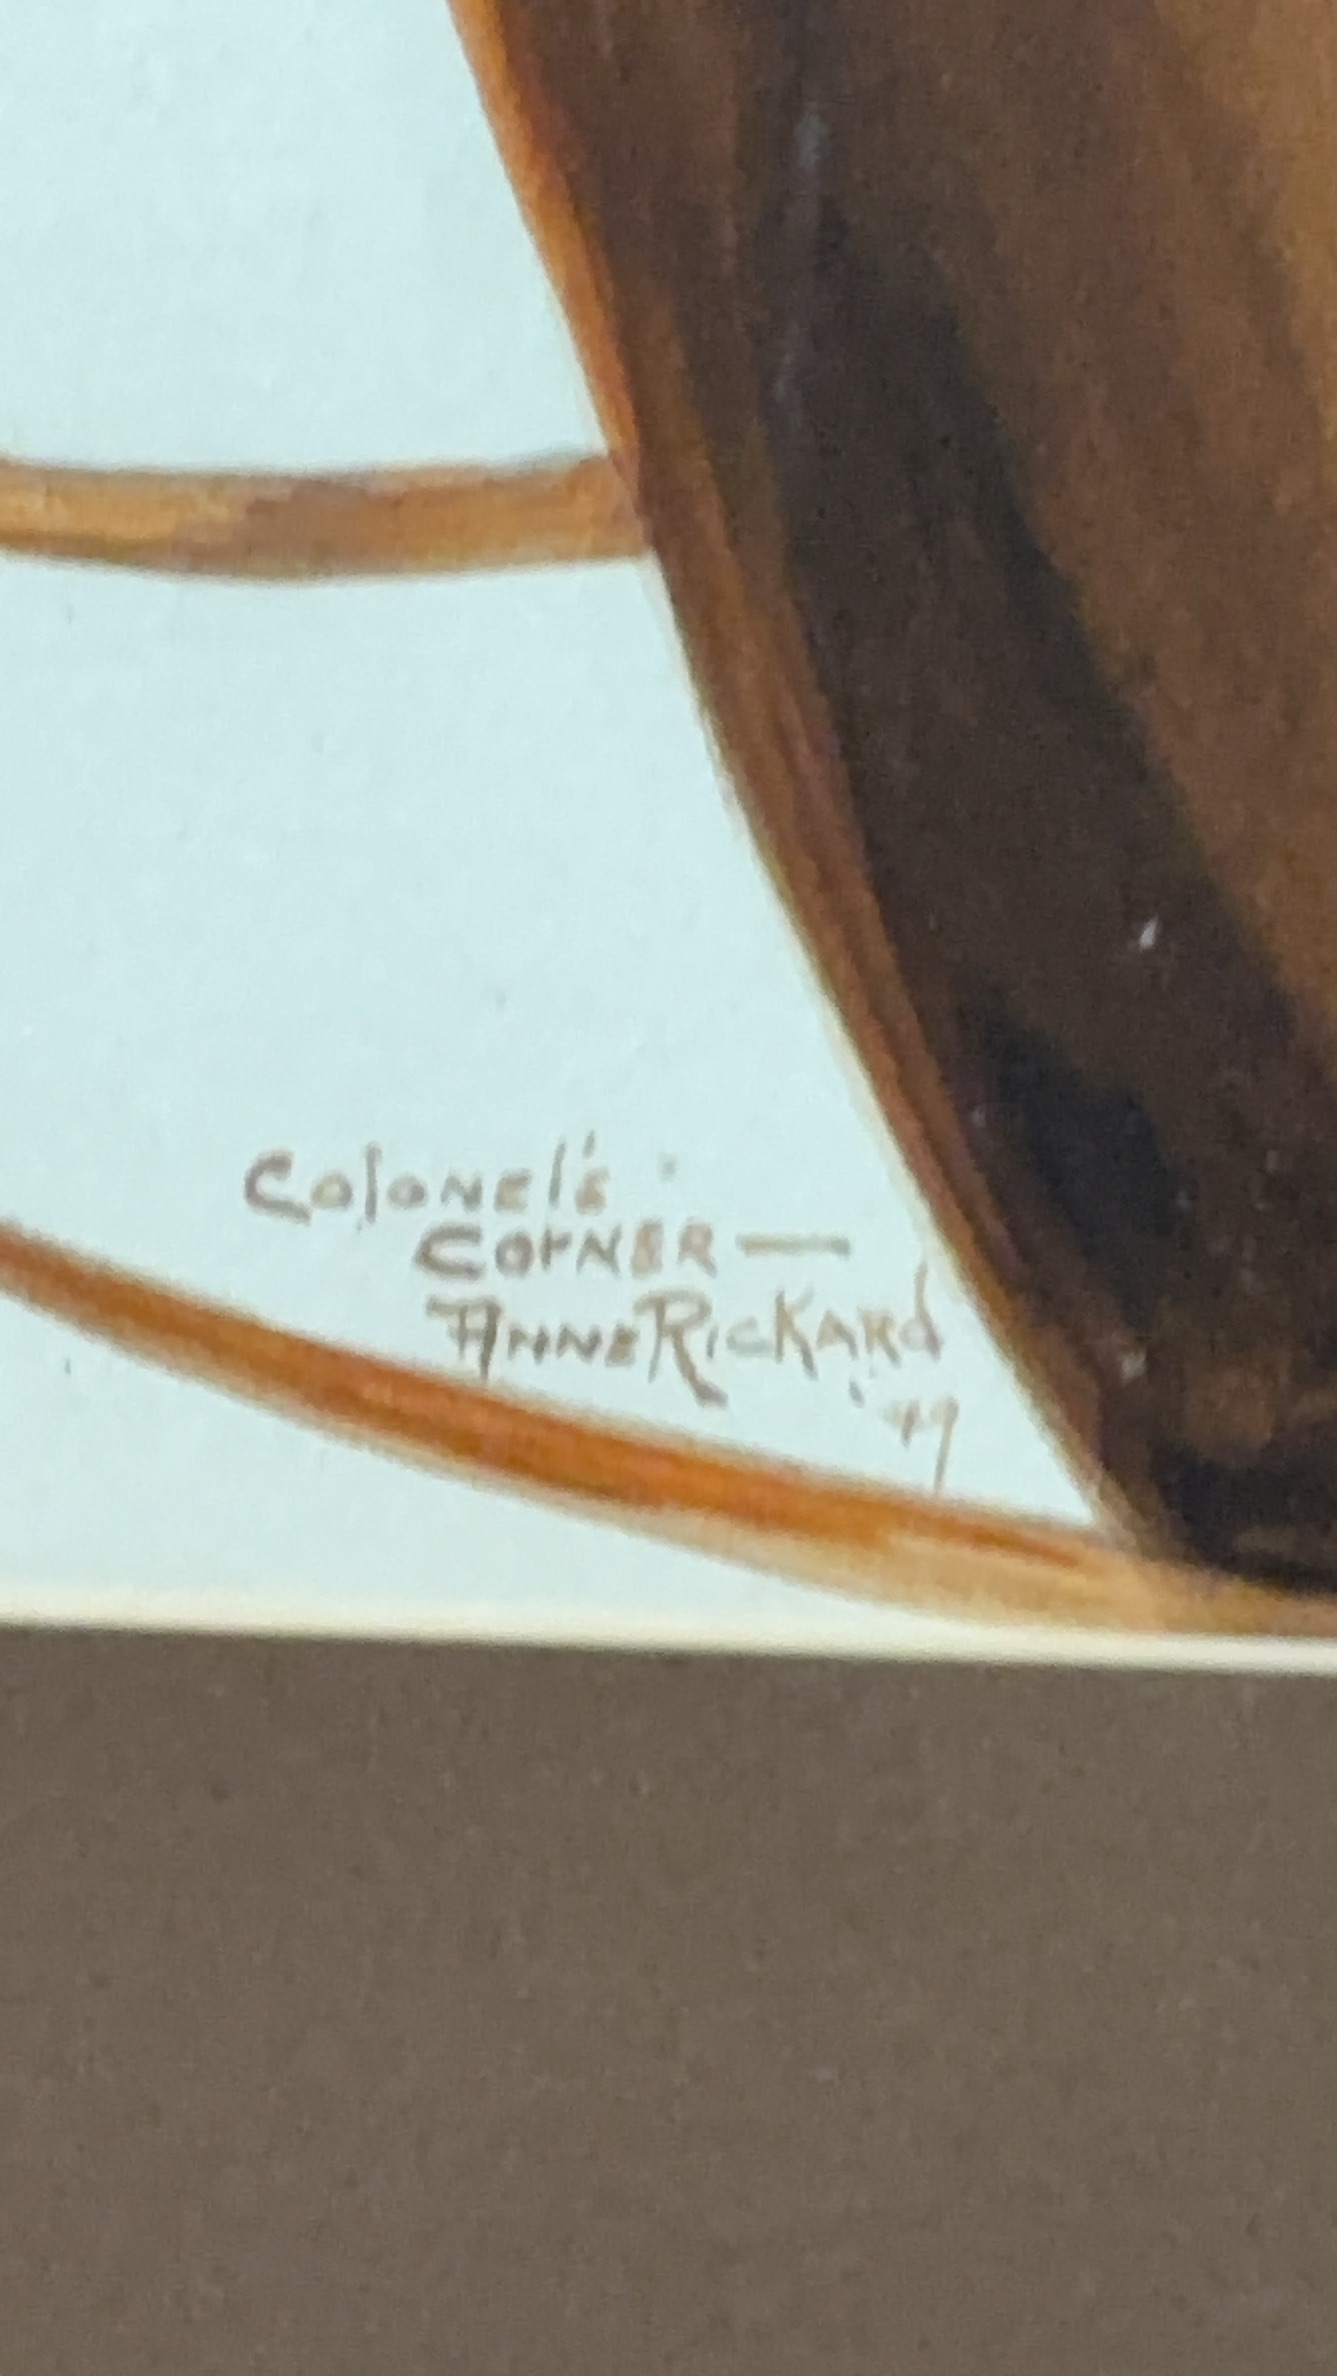 Colonel's
Corner —
Anne Rickard
'49